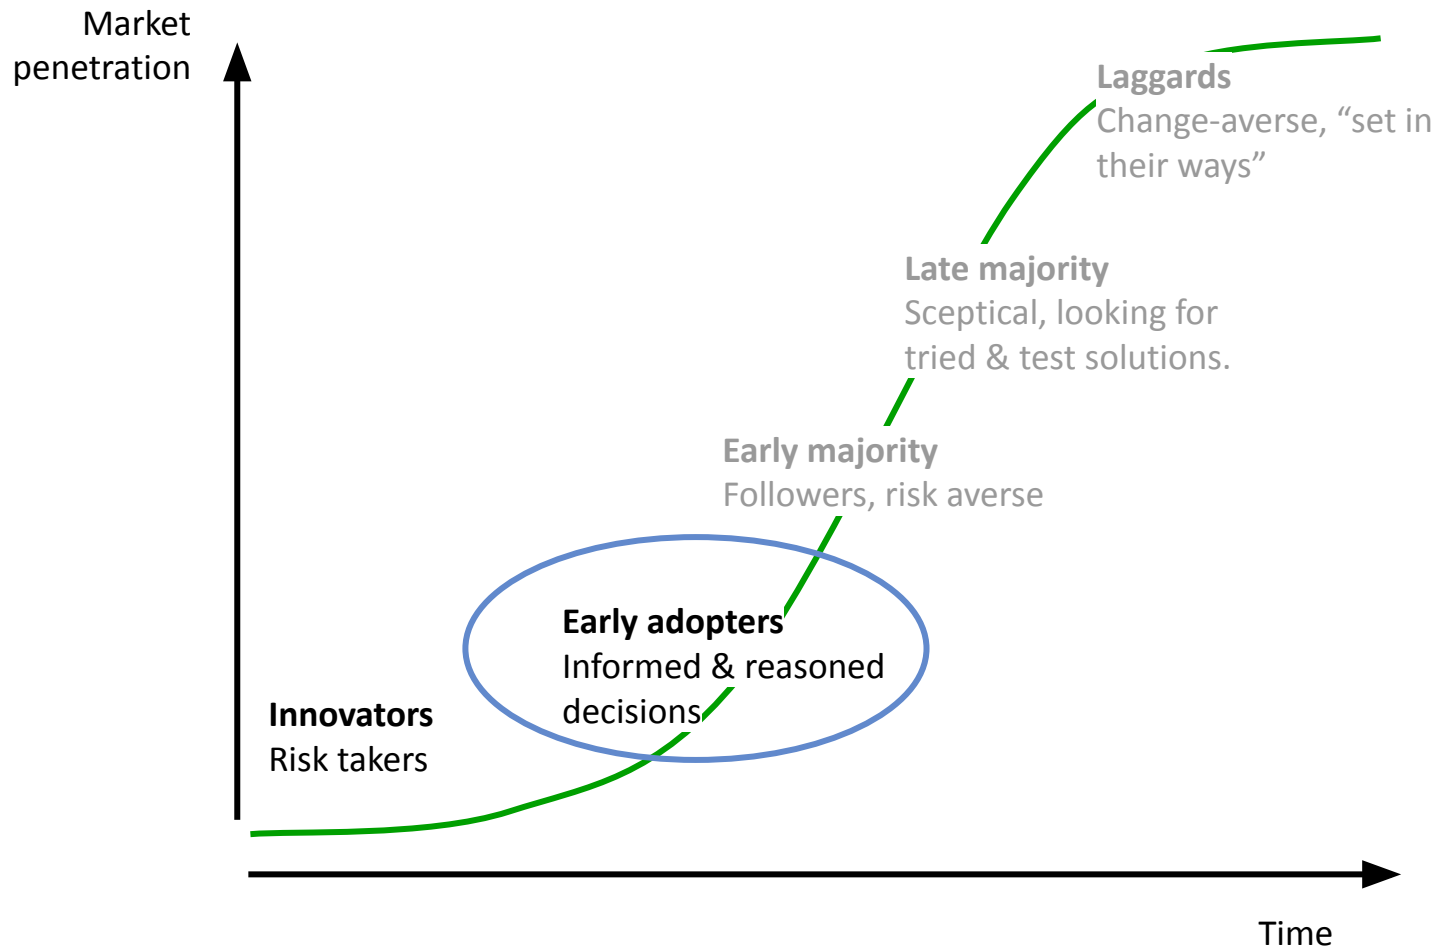 Market
penetration
Laggards
Change-averse, “set in
their ways”
Late majority
Sceptical, looking for
tried & test solutions.
Early majority
Followers, risk averse
Early adopters
Informed & reasoned
decisions
Innovators
Risk takers
Time